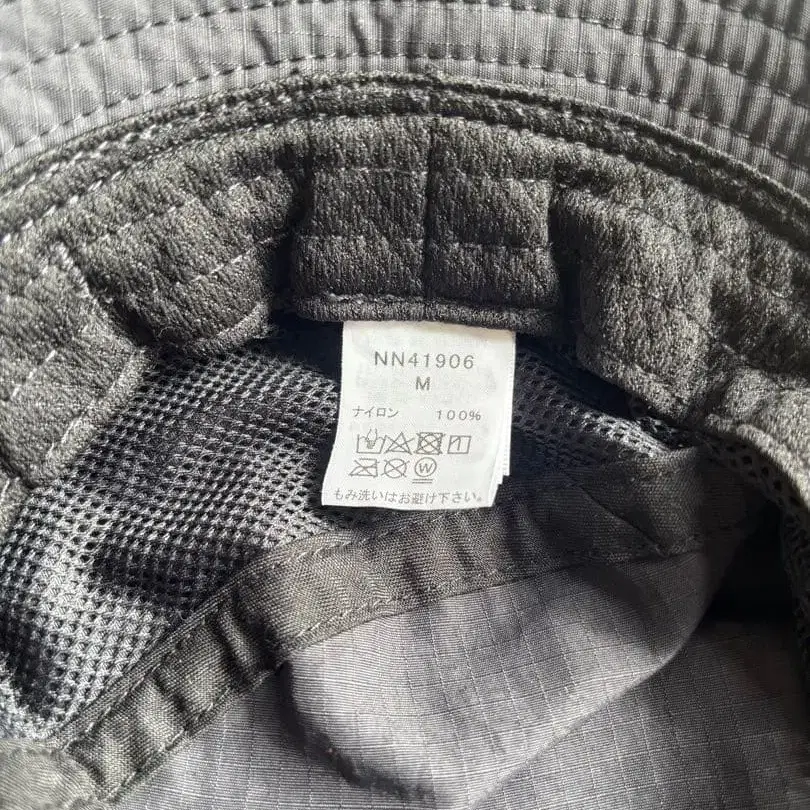 NN41906
M
ナイロン 100%
W
もみ洗いはお避け下さい。